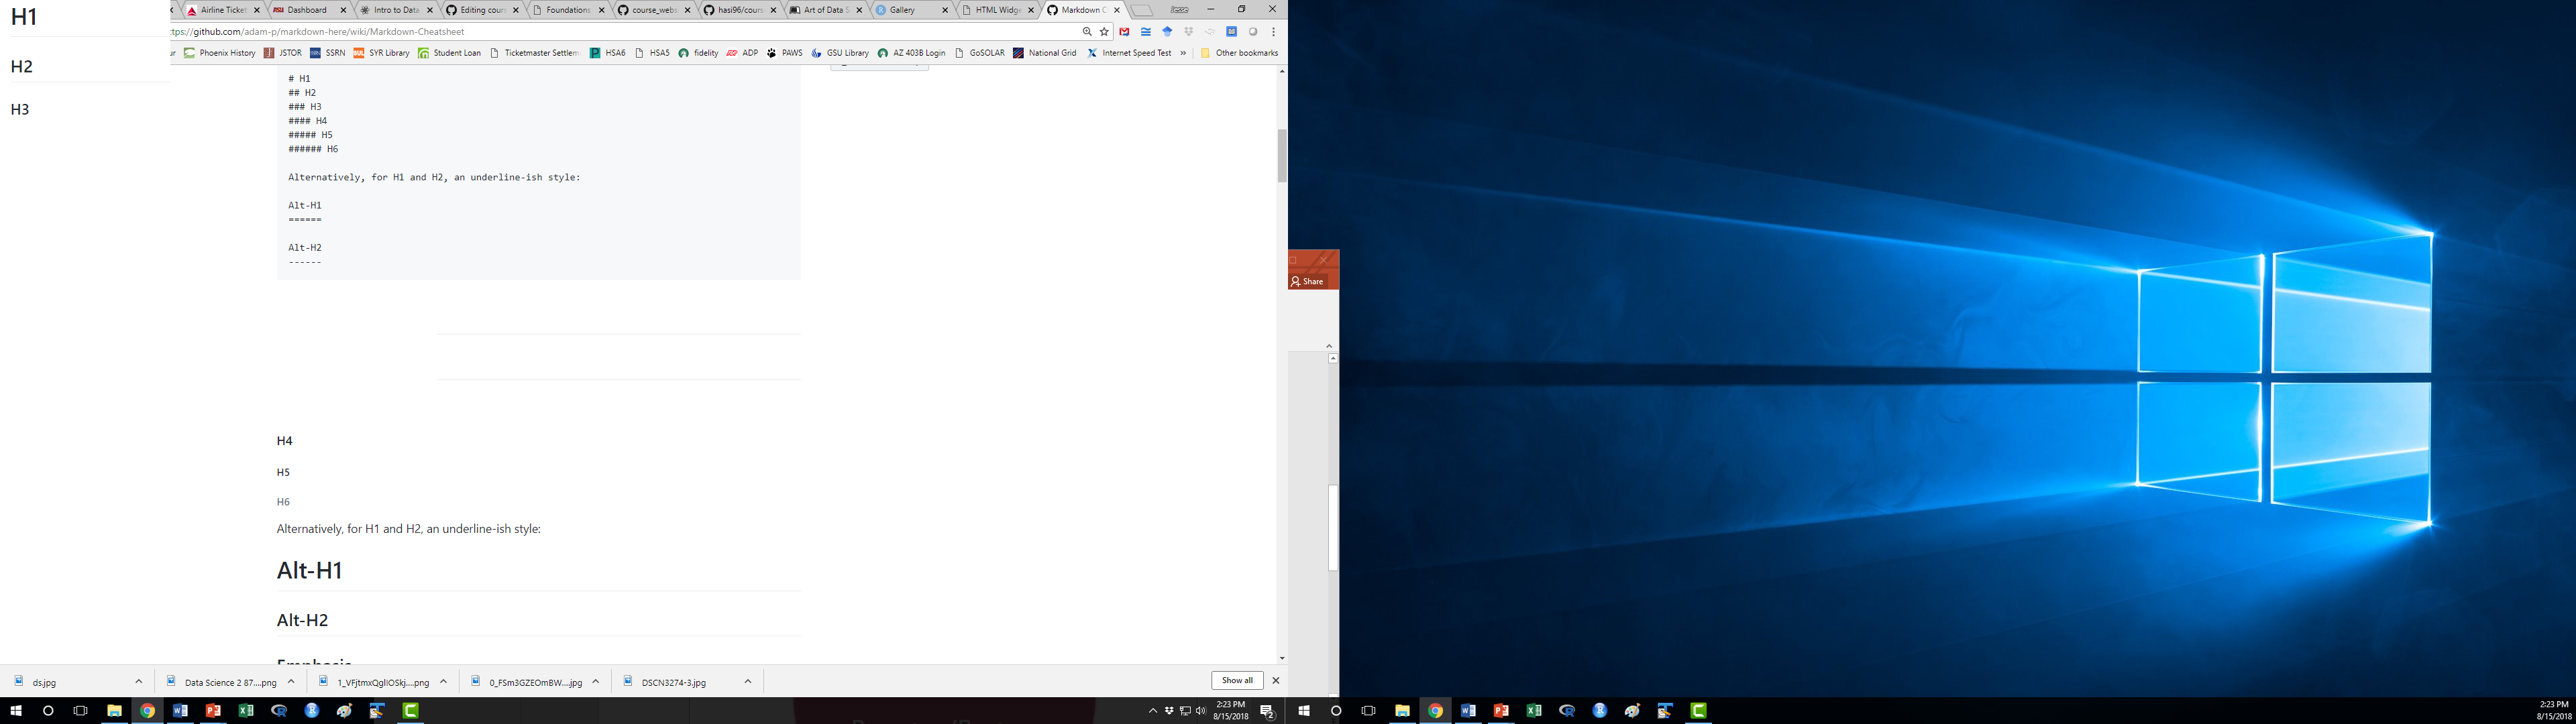 H1
H2
H3
Airline Ticket
Dashboard
Intro to Data
Editing cours
Foundations
course_webs
hasi96/cours
Art of Data S
Gallery
HTML Widge
Markdown C
Jesse
tps://github.com/adam-p/markdown-here/wiki/Markdown-Cheatsheet
ur Phoenix History JSTOR SSRN SYR Library Student Loan Ticketmaster Settlem HSA6 HSA5 fidelity ADP PAWS GSU Library AZ 403B Login GoSOLAR National Grid Internet Speed Test » Other bookmarks
# H1
## H2
### H3
#### H4
##### H5
###### H6
Alternatively, for H1 and H2, an underline-ish style:
Alt-H1
======
Alt-H2
------
Share
H4
H5
H6
Alternatively, for H1 and H2, an underline-ish style:
Alt-H1
Alt-H2
ds.jpg
Data Science 2 87....png
1_VFjtmxQgIIOSkj....png
0_FSm3GZEOmBW....jpg
DSCN3274-3.jpg
Show all
2:23 PM
8/15/2018
2
2:23 PM
8/15/2018